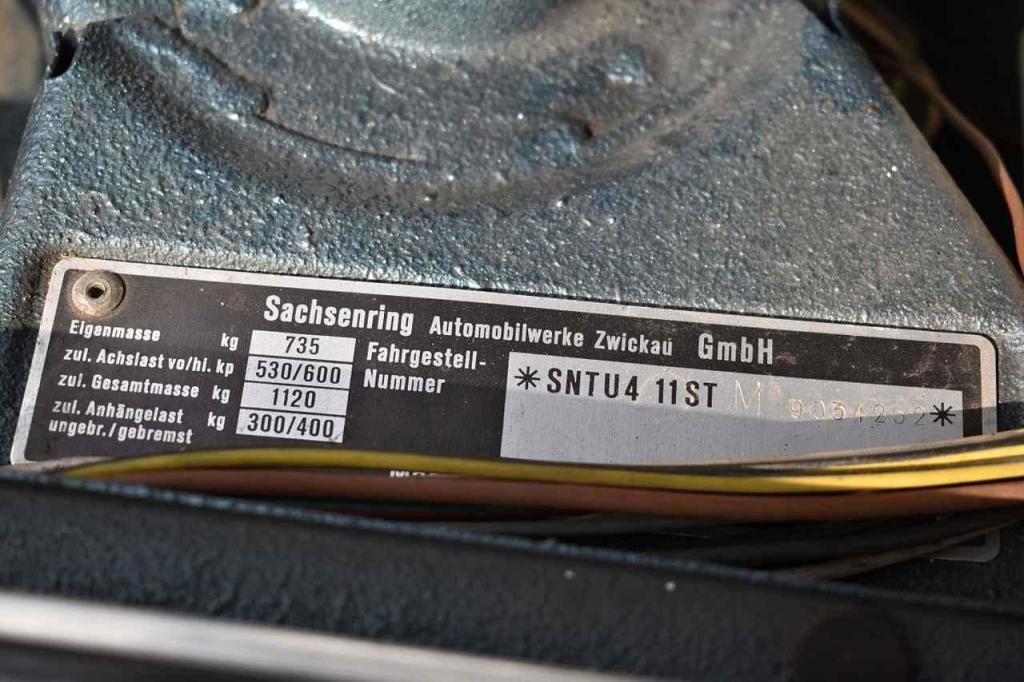 Sachsenring Automobilwerke Zwickau GmbH
Eigenmasse kg 735
zul. Achslast vo/hi. kp 530/600
zul. Gesamtmasse kg 1120
zul. Anhängelast kg 300/400
ungebr./gebremst
Fahrgestell-
Nummer
*SNTU4 11ST M 9034262*